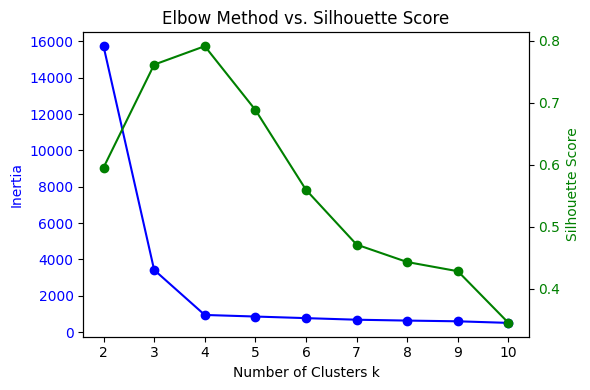 Elbow Method vs. Silhouette Score
16000
14000
12000
10000
8000
6000
4000
2000
0
Inertia
0.8
0.7
0.6
0.5
0.4
Silhouette Score
2 3 4 5 6 7 8 9 10
Number of Clusters k